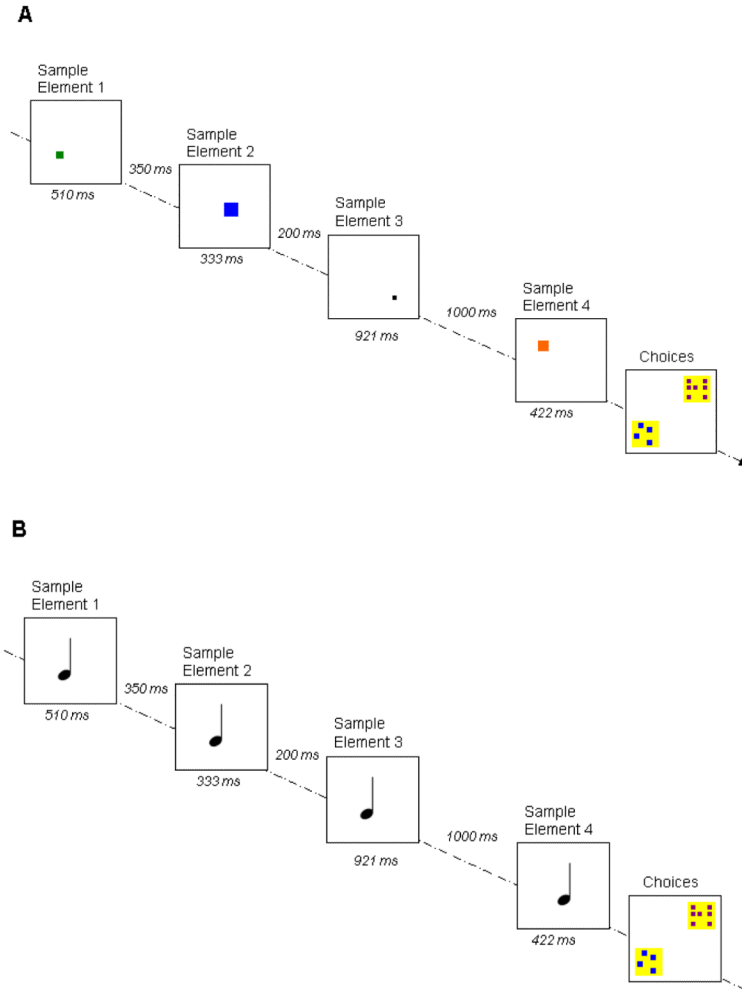 A
Sample
Element 1
510 ms
350 ms
Sample
Element 2
333 ms
200 ms
Sample
Element 3
921 ms
1000 ms
Sample
Element 4
422 ms
Choices
B
Sample
Element 1
510 ms
350 ms
Sample
Element 2
333 ms
200 ms
Sample
Element 3
921 ms
1000 ms
Sample
Element 4
422 ms
Choices